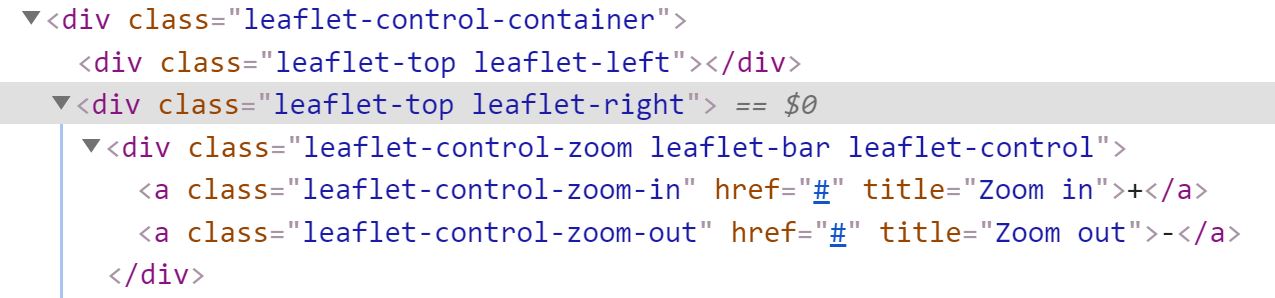 ▼<div class="leaflet-control-container">
<div class="leaflet-top leaflet-left"></div>
▼<div class="leaflet-top leaflet-right"> == $0
▼<div class="leaflet-control-zoom leaflet-bar leaflet-control">
<a class="leaflet-control-zoom-in" href="#" title="Zoom in">+</a>
<a class="leaflet-control-zoom-out" href="#" title="Zoom out">-</a>
</div>